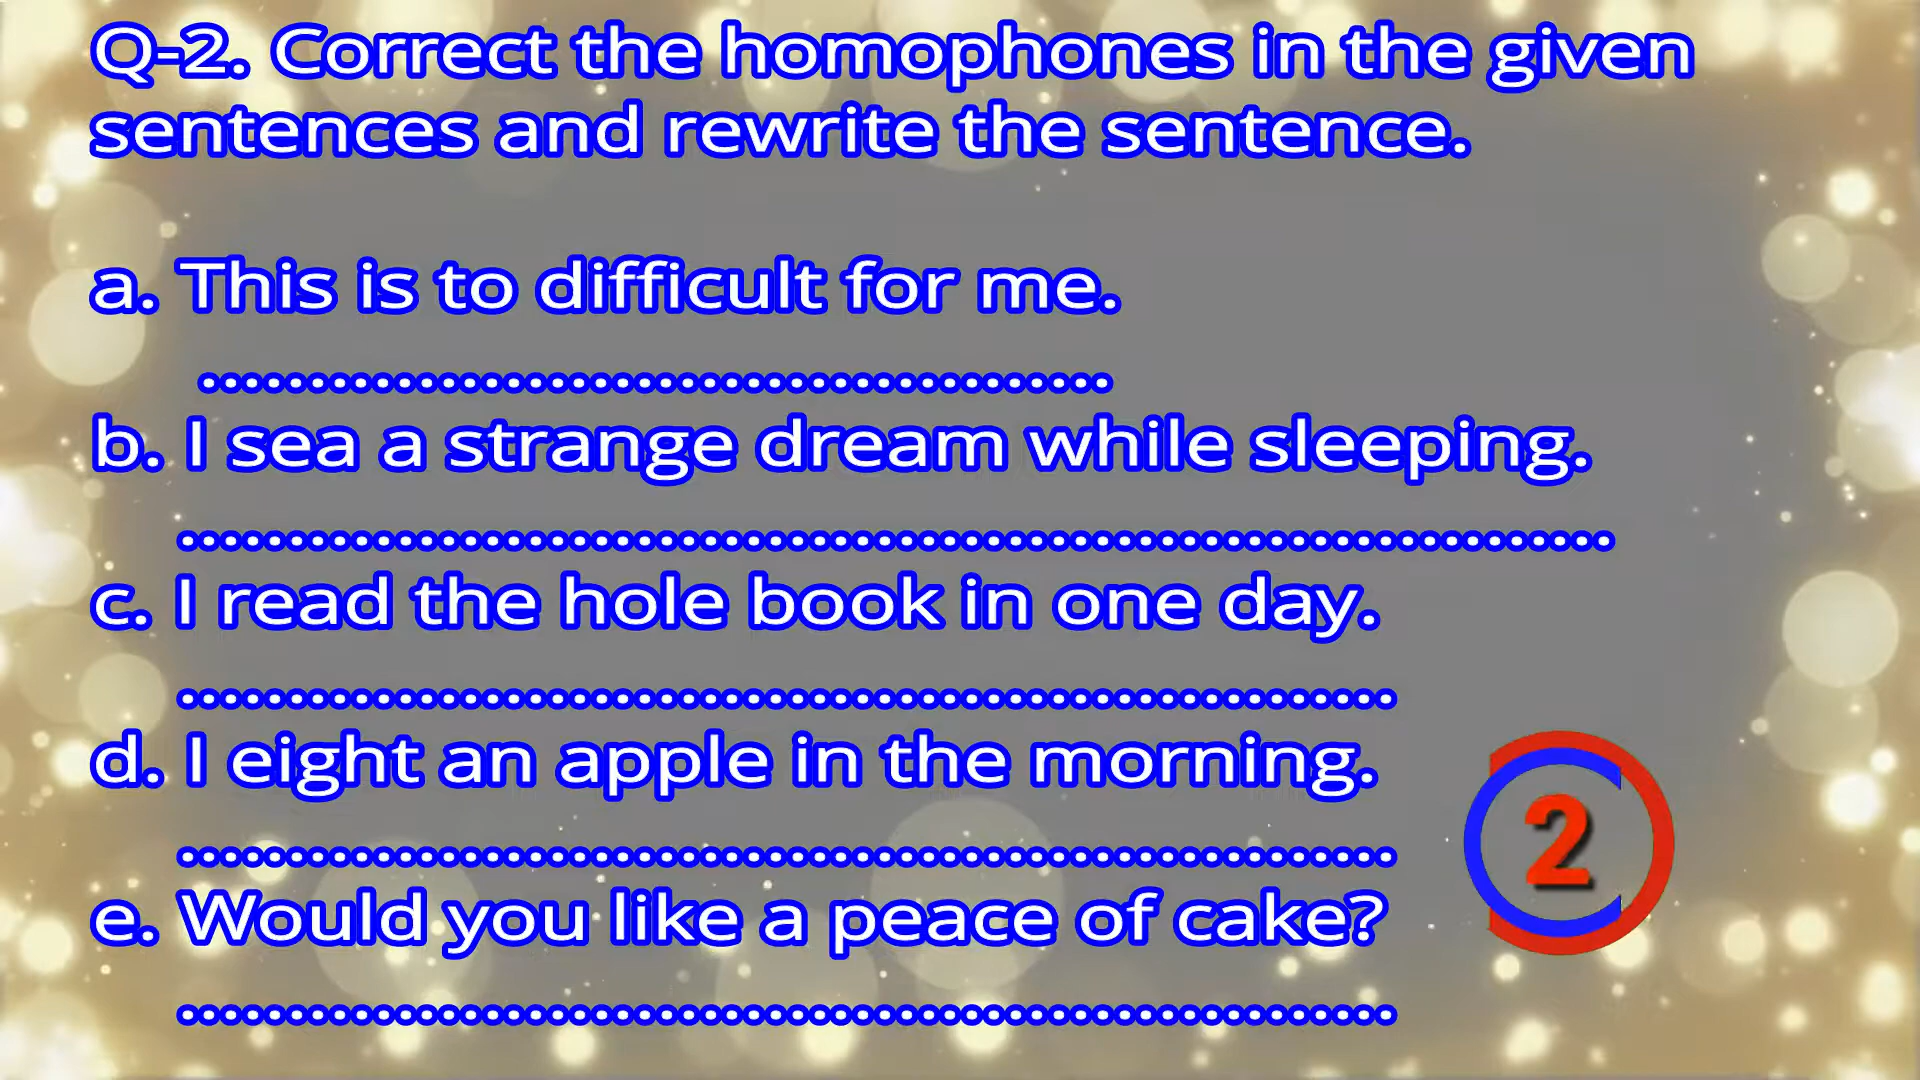 Q-2. Correct the homophones in the given
sentences and rewrite the sentence.
a. This is to difficult for me.
..........................................
b. I sea a strange dream while sleeping.
..................................................................
c. I read the hole book in one day.
........................................................
d. I eight an apple in the morning.
........................................................
e. Would you like a peace of cake?
........................................................
2